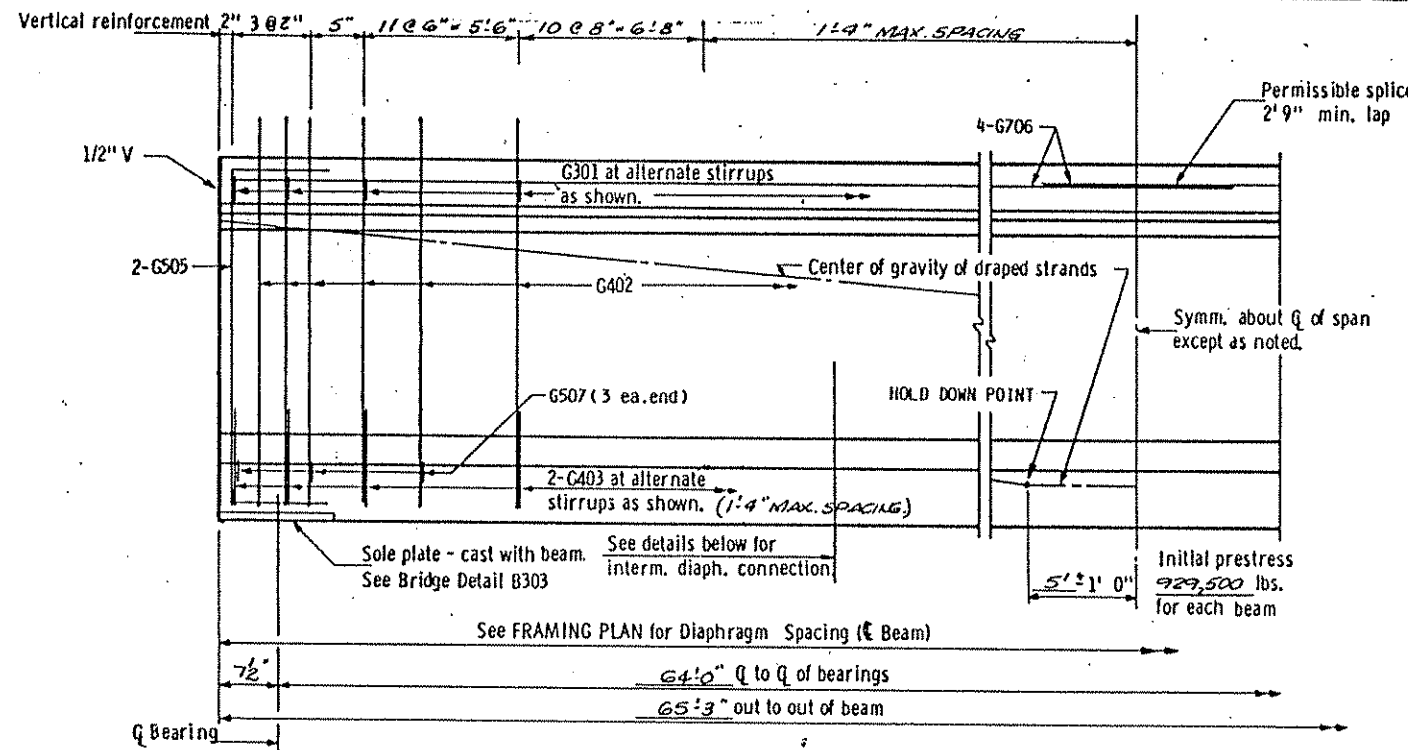 Vertical reinforcement 2" 3@2" 5" 11@6"=5'-6" 10@8"=6'-8" 1'-4" MAX. SPACING
Permissible splice
2'9" min. lap
4-G706
1/2" V
G301 at alternate stirrups
as shown.
2-G505
Center of gravity of draped strands
G402
Symm. about ℄ of span
except as noted.
G507 (3 ea. end)
HOLD DOWN POINT
2-G403 at alternate
stirrups as shown. (1'-4" MAX. SPACING)
Sole plate - cast with beam.
See Bridge Detail B303
See details below for
interm. diaph. connection
5' ± 1' 0"
Initial prestress
929,500 lbs.
for each beam
See FRAMING PLAN for Diaphragm Spacing (℄ Beam)
7½"
64'-0" ℄ to ℄ of bearings
65'-3" out to out of beam
℄ Bearing